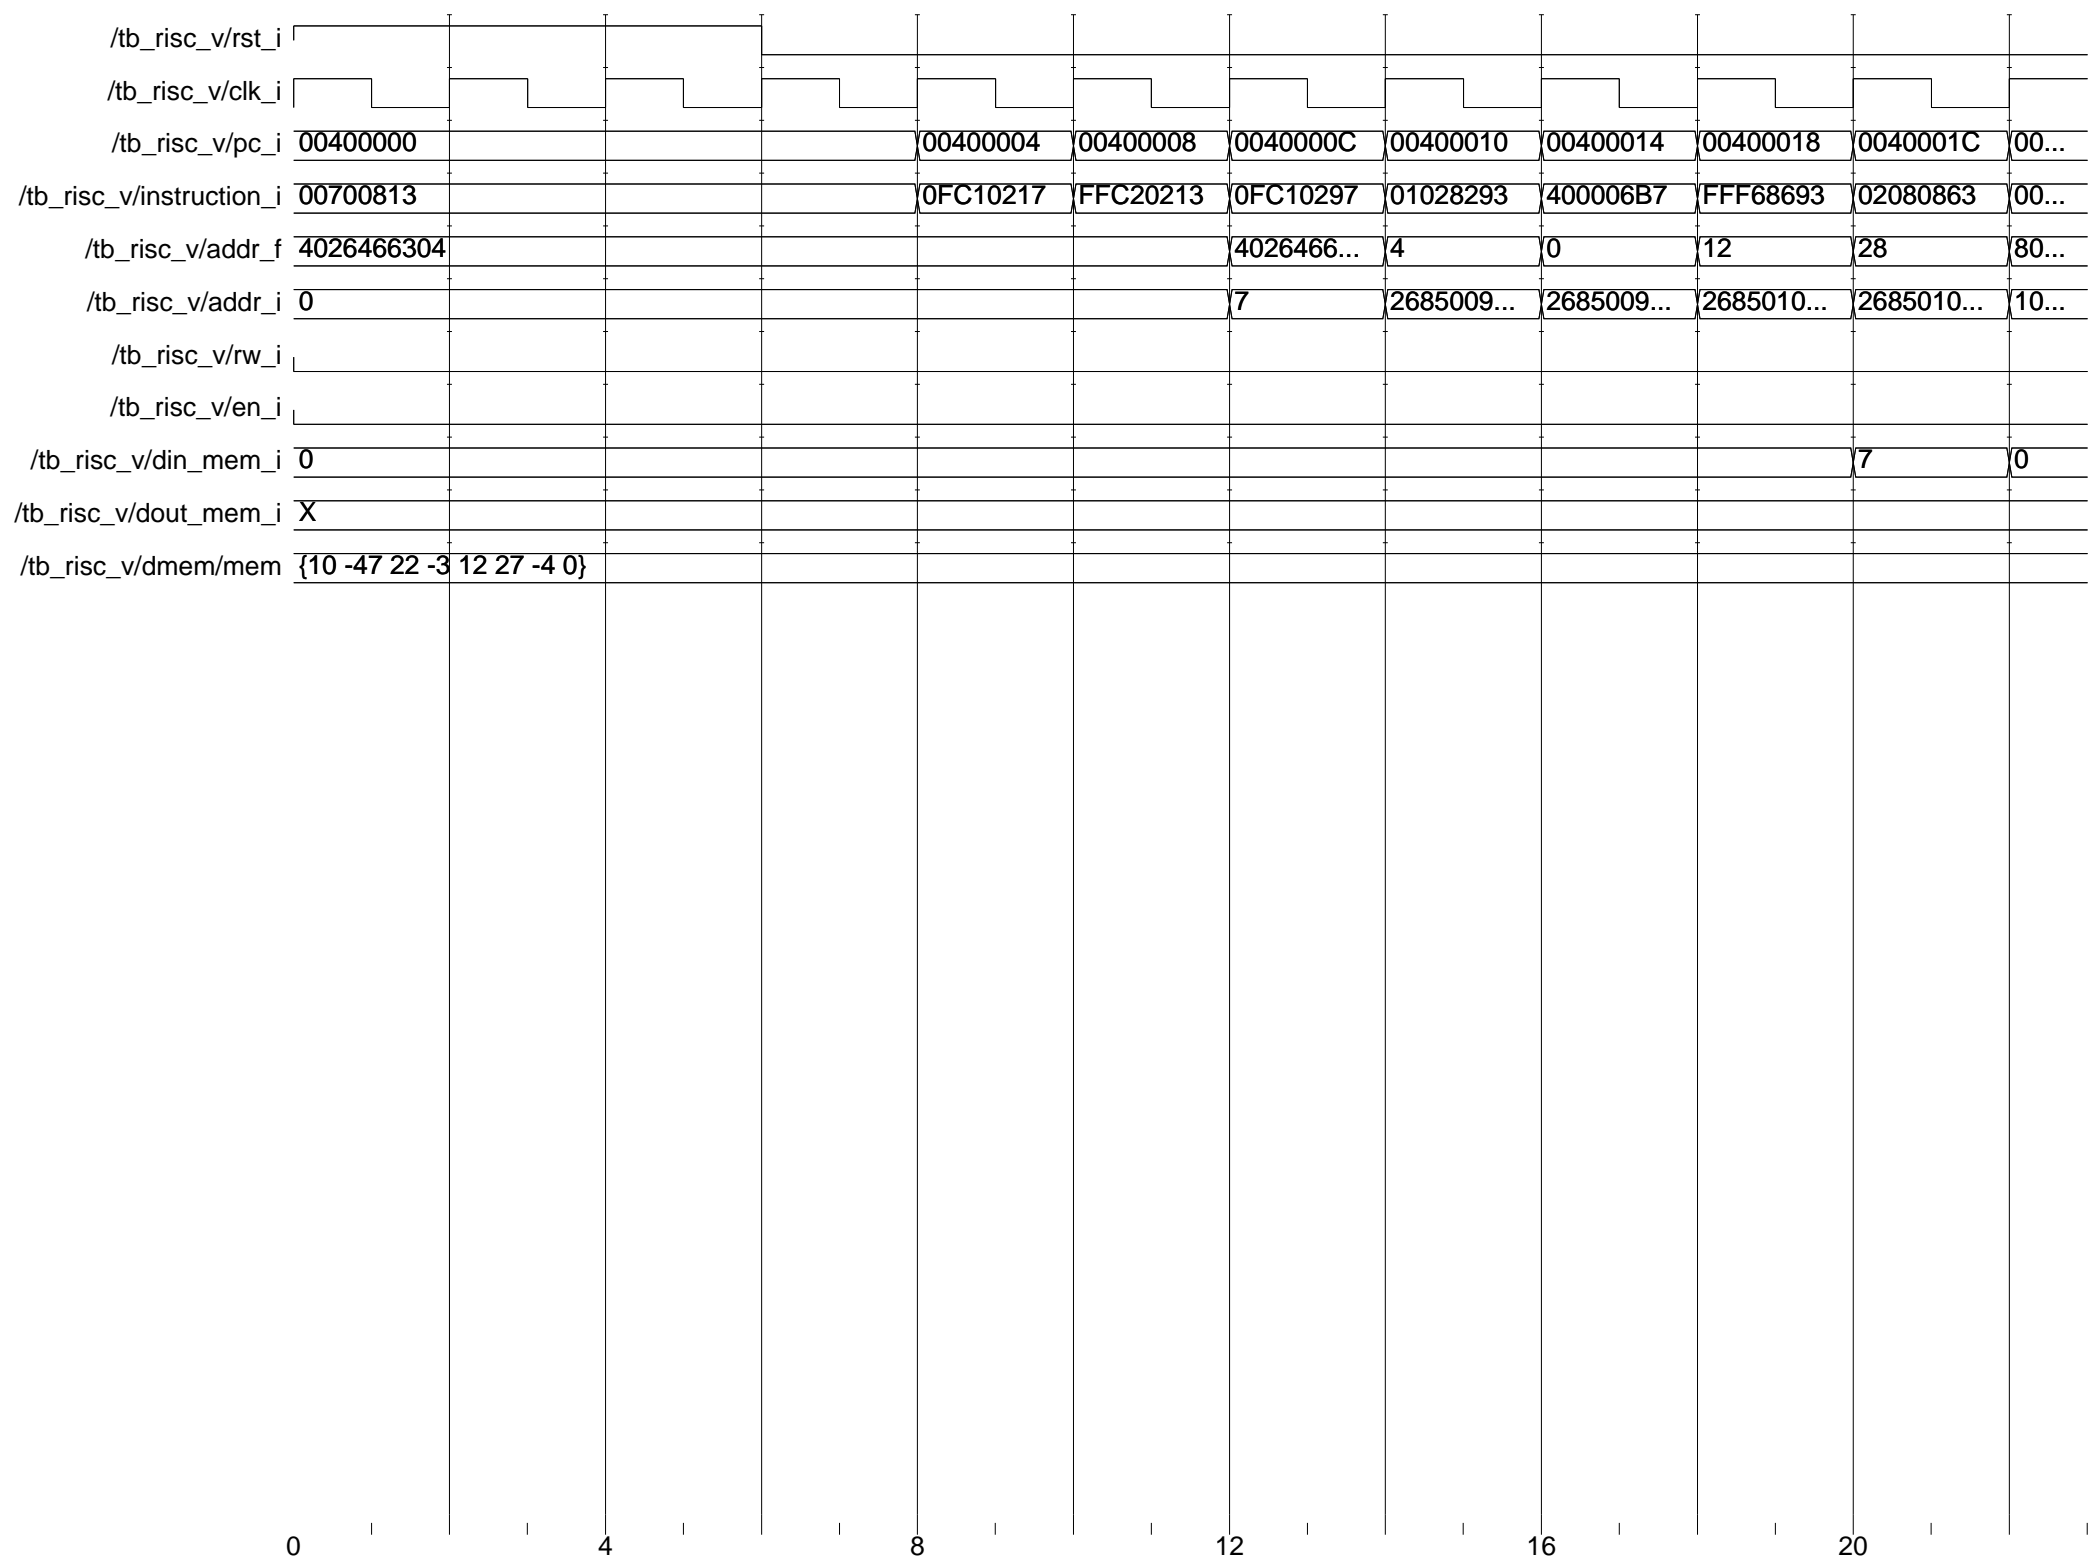 /tb_risc_v/rst_i
/tb_risc_v/clk_i
/tb_risc_v/pc_i 00400000 00400004 00400008 0040000C 00400010 00400014 00400018 0040001C 00...
/tb_risc_v/instruction_i 00700813 0FC10217 FFC20213 0FC10297 01028293 400006B7 FFF68693 02080863 00...
/tb_risc_v/addr_f 4026466304 4026466... 4 0 12 28 80...
/tb_risc_v/addr_i 0 7 2685009... 2685009... 2685010... 2685010... 10...
/tb_risc_v/rw_i
/tb_risc_v/en_i
/tb_risc_v/din_mem_i 0 7 0
/tb_risc_v/dout_mem_i X
/tb_risc_v/dmem/mem {10 -47 22 -3 12 27 -4 0}
0 4 8 12 16 20